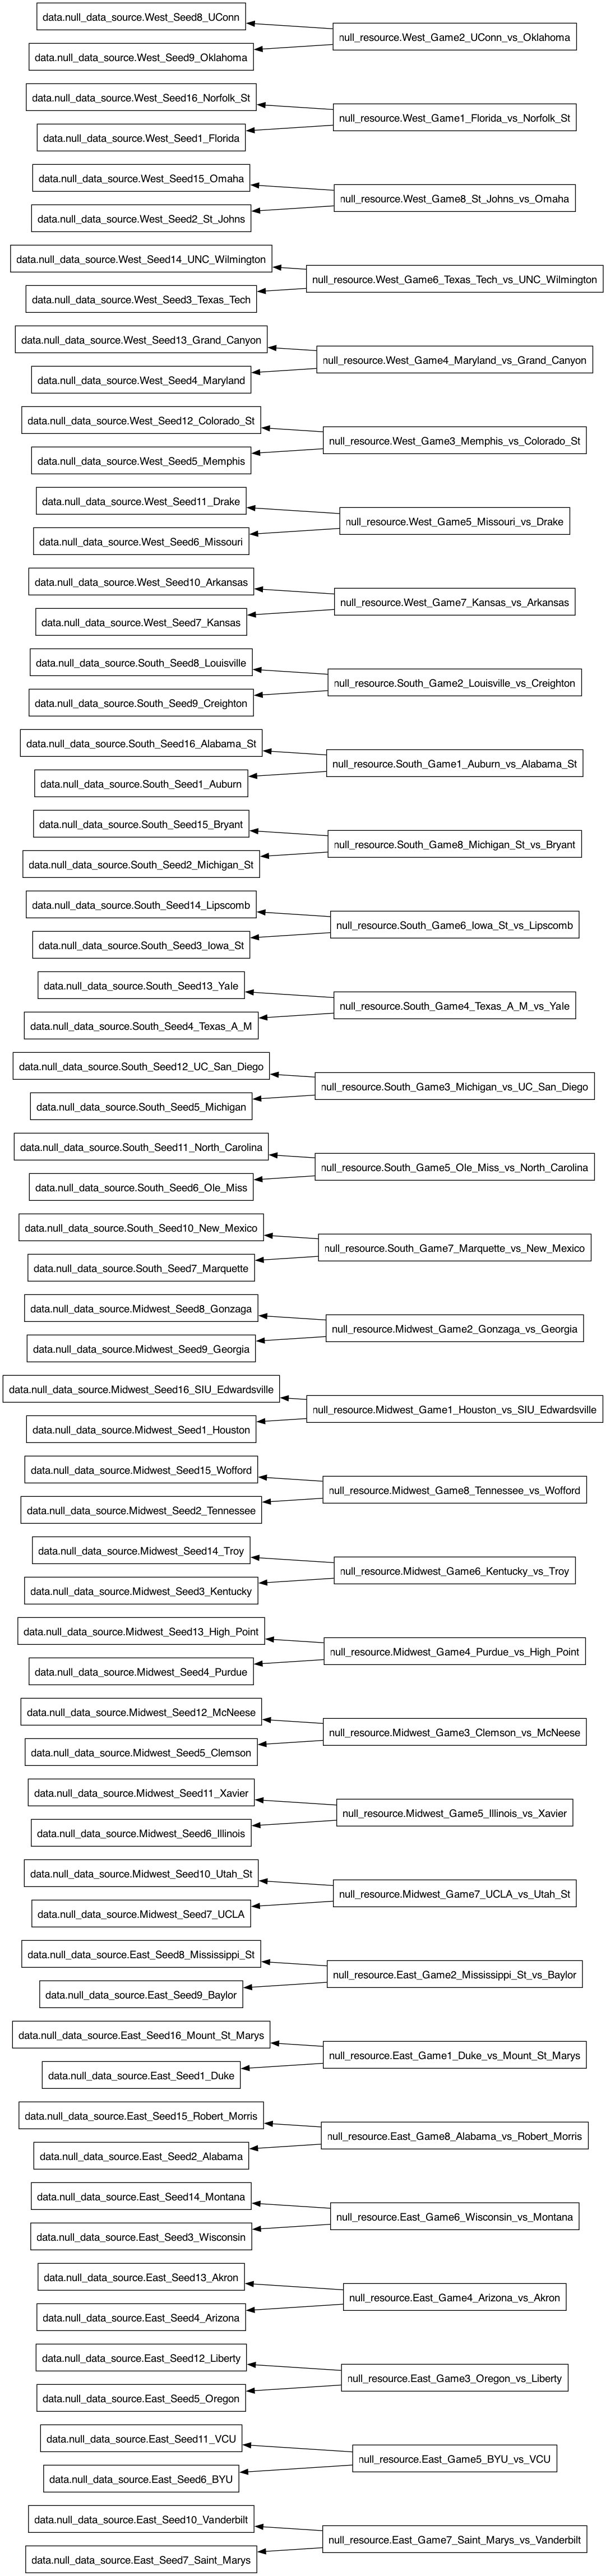 data.null_data_source.West_Seed8_UConn
null_resource.West_Game2_UConn_vs_Oklahoma
data.null_data_source.West_Seed9_Oklahoma
data.null_data_source.West_Seed16_Norfolk_St
null_resource.West_Game1_Florida_vs_Norfolk_St
data.null_data_source.West_Seed1_Florida
data.null_data_source.West_Seed15_Omaha
null_resource.West_Game8_St_Johns_vs_Omaha
data.null_data_source.West_Seed2_St_Johns
data.null_data_source.West_Seed14_UNC_Wilmington
null_resource.West_Game6_Texas_Tech_vs_UNC_Wilmington
data.null_data_source.West_Seed3_Texas_Tech
data.null_data_source.West_Seed13_Grand_Canyon
null_resource.West_Game4_Maryland_vs_Grand_Canyon
data.null_data_source.West_Seed4_Maryland
data.null_data_source.West_Seed12_Colorado_St
null_resource.West_Game3_Memphis_vs_Colorado_St
data.null_data_source.West_Seed5_Memphis
data.null_data_source.West_Seed11_Drake
null_resource.West_Game5_Missouri_vs_Drake
data.null_data_source.West_Seed6_Missouri
data.null_data_source.West_Seed10_Arkansas
null_resource.West_Game7_Kansas_vs_Arkansas
data.null_data_source.West_Seed7_Kansas
data.null_data_source.South_Seed8_Louisville
null_resource.South_Game2_Louisville_vs_Creighton
data.null_data_source.South_Seed9_Creighton
data.null_data_source.South_Seed16_Alabama_St
null_resource.South_Game1_Auburn_vs_Alabama_St
data.null_data_source.South_Seed1_Auburn
data.null_data_source.South_Seed15_Bryant
null_resource.South_Game8_Michigan_St_vs_Bryant
data.null_data_source.South_Seed2_Michigan_St
data.null_data_source.South_Seed14_Lipscomb
null_resource.South_Game6_Iowa_St_vs_Lipscomb
data.null_data_source.South_Seed3_Iowa_St
data.null_data_source.South_Seed13_Yale
null_resource.South_Game4_Texas_A_M_vs_Yale
data.null_data_source.South_Seed4_Texas_A_M
data.null_data_source.South_Seed12_UC_San_Diego
null_resource.South_Game3_Michigan_vs_UC_San_Diego
data.null_data_source.South_Seed5_Michigan
data.null_data_source.South_Seed11_North_Carolina
null_resource.South_Game5_Ole_Miss_vs_North_Carolina
data.null_data_source.South_Seed6_Ole_Miss
data.null_data_source.South_Seed10_New_Mexico
null_resource.South_Game7_Marquette_vs_New_Mexico
data.null_data_source.South_Seed7_Marquette
data.null_data_source.Midwest_Seed8_Gonzaga
null_resource.Midwest_Game2_Gonzaga_vs_Georgia
data.null_data_source.Midwest_Seed9_Georgia
data.null_data_source.Midwest_Seed16_SIU_Edwardsville
null_resource.Midwest_Game1_Houston_vs_SIU_Edwardsville
data.null_data_source.Midwest_Seed1_Houston
data.null_data_source.Midwest_Seed15_Wofford
null_resource.Midwest_Game8_Tennessee_vs_Wofford
data.null_data_source.Midwest_Seed2_Tennessee
data.null_data_source.Midwest_Seed14_Troy
null_resource.Midwest_Game6_Kentucky_vs_Troy
data.null_data_source.Midwest_Seed3_Kentucky
data.null_data_source.Midwest_Seed13_High_Point
null_resource.Midwest_Game4_Purdue_vs_High_Point
data.null_data_source.Midwest_Seed4_Purdue
data.null_data_source.Midwest_Seed12_McNeese
null_resource.Midwest_Game3_Clemson_vs_McNeese
data.null_data_source.Midwest_Seed5_Clemson
data.null_data_source.Midwest_Seed11_Xavier
null_resource.Midwest_Game5_Illinois_vs_Xavier
data.null_data_source.Midwest_Seed6_Illinois
data.null_data_source.Midwest_Seed10_Utah_St
null_resource.Midwest_Game7_UCLA_vs_Utah_St
data.null_data_source.Midwest_Seed7_UCLA
data.null_data_source.East_Seed8_Mississippi_St
null_resource.East_Game2_Mississippi_St_vs_Baylor
data.null_data_source.East_Seed9_Baylor
data.null_data_source.East_Seed16_Mount_St_Marys
null_resource.East_Game1_Duke_vs_Mount_St_Marys
data.null_data_source.East_Seed1_Duke
data.null_data_source.East_Seed15_Robert_Morris
null_resource.East_Game8_Alabama_vs_Robert_Morris
data.null_data_source.East_Seed2_Alabama
data.null_data_source.East_Seed14_Montana
null_resource.East_Game6_Wisconsin_vs_Montana
data.null_data_source.East_Seed3_Wisconsin
data.null_data_source.East_Seed13_Akron
null_resource.East_Game4_Arizona_vs_Akron
data.null_data_source.East_Seed4_Arizona
data.null_data_source.East_Seed12_Liberty
null_resource.East_Game3_Oregon_vs_Liberty
data.null_data_source.East_Seed5_Oregon
data.null_data_source.East_Seed11_VCU
null_resource.East_Game5_BYU_vs_VCU
data.null_data_source.East_Seed6_BYU
data.null_data_source.East_Seed10_Vanderbilt
null_resource.East_Game7_Saint_Marys_vs_Vanderbilt
data.null_data_source.East_Seed7_Saint_Marys